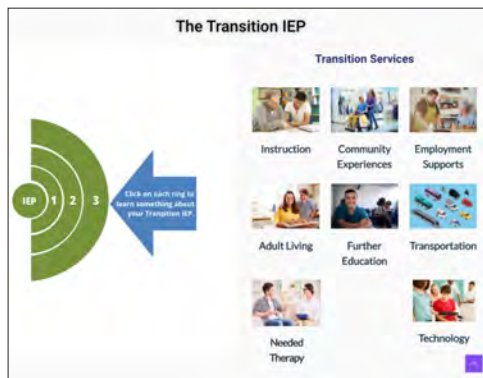 The Transition IEP
IEP 1 2 3
Click on each ring to
learn something about
your Transition IEP.
Transition Services
Instruction
Community
Experiences
Employment
Supports
Adult Living
Further
Education
Transportation
Needed
Therapy
Technology